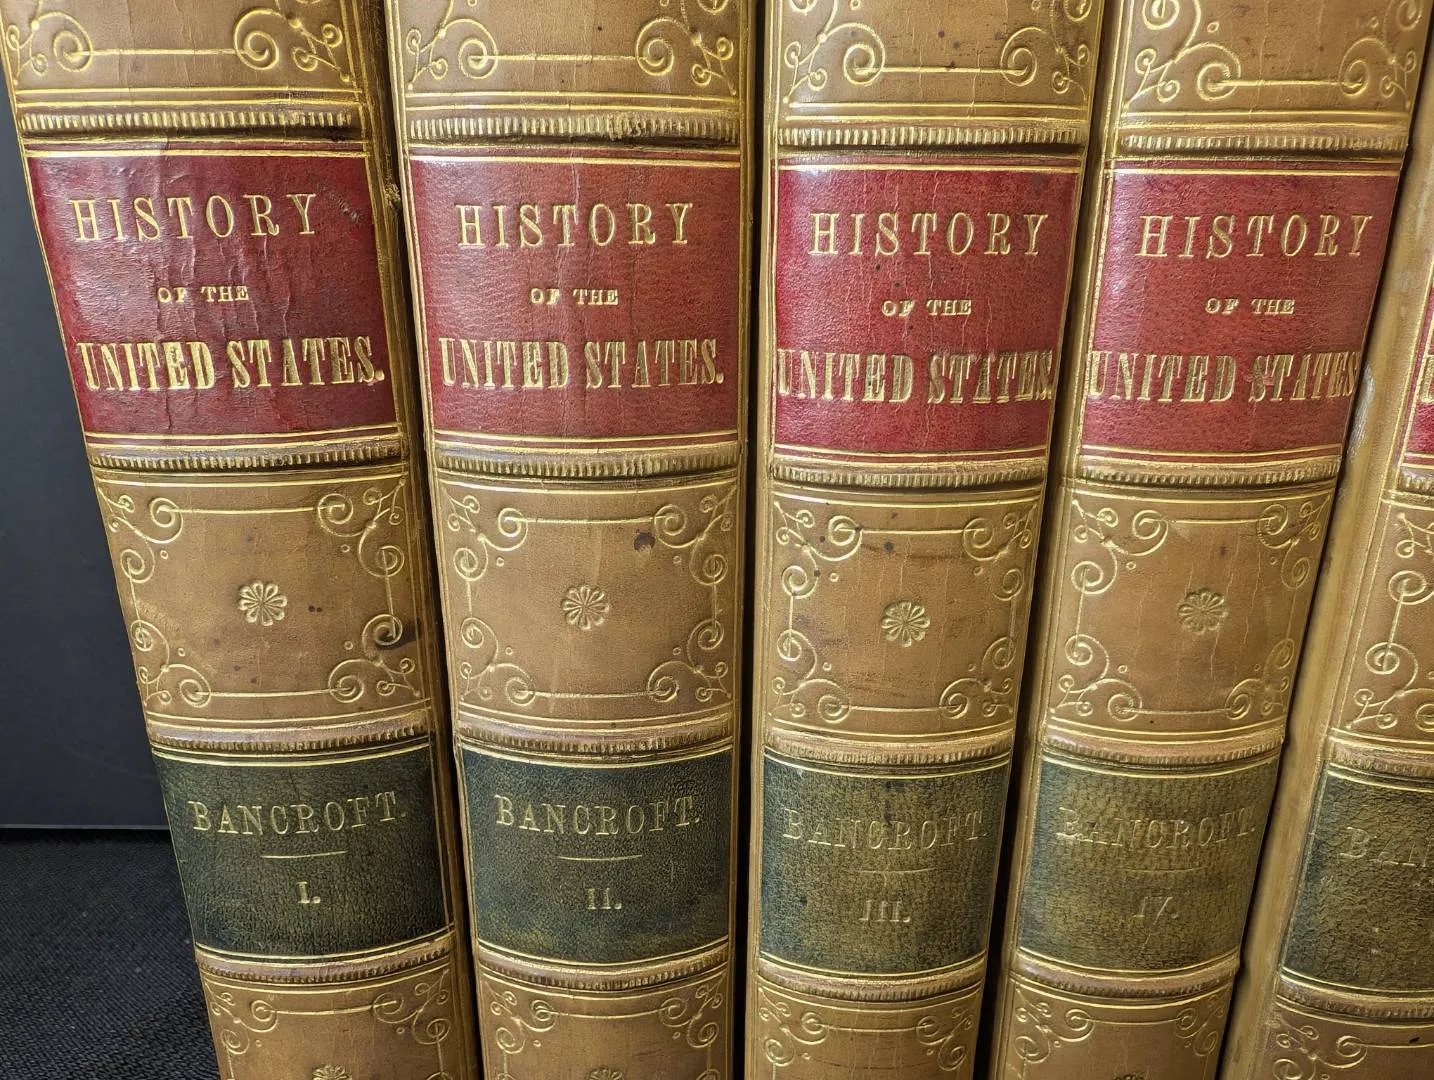 HISTORY
OF THE
UNITED STATES.
BANCROFT.
I.
HISTORY
OF THE
UNITED STATES.
BANCROFT.
II.
HISTORY
OF THE
UNITED STATES.
BANCROFT.
III.
HISTORY
OF THE
UNITED STATES
BANCROFT.
IV.